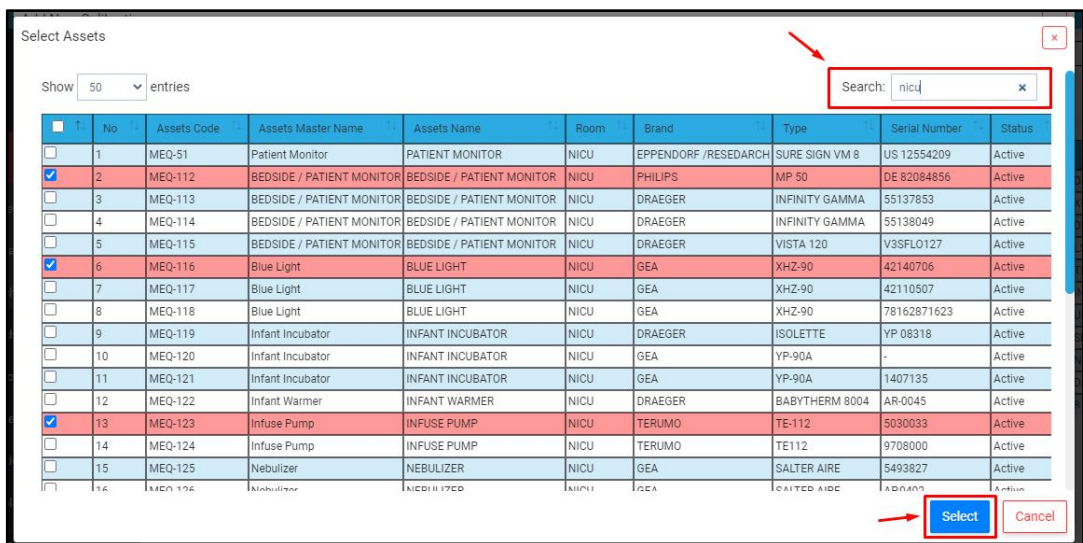 Select Assets
x
Show 50 entries
Search: nicu x
No Assets Code Assets Master Name Assets Name Room Brand Type Serial Number Status
1 MEQ-51 Patient Monitor PATIENT MONITOR NICU EPPENDORF /RESEDARCH SURE SIGN VM 8 US 12554209 Active
2 MEQ-112 BEDSIDE / PATIENT MONITOR BEDSIDE / PATIENT MONITOR NICU PHILIPS MP 50 DE 82084856 Active
3 MEQ-113 BEDSIDE / PATIENT MONITOR BEDSIDE / PATIENT MONITOR NICU DRAEGER INFINITY GAMMA 55137853 Active
4 MEQ-114 BEDSIDE / PATIENT MONITOR BEDSIDE / PATIENT MONITOR NICU DRAEGER INFINITY GAMMA 55138049 Active
5 MEQ-115 BEDSIDE / PATIENT MONITOR BEDSIDE / PATIENT MONITOR NICU DRAEGER VISTA 120 V3SFLO127 Active
6 MEQ-116 Blue Light BLUE LIGHT NICU GEA XHZ-90 42140706 Active
7 MEQ-117 Blue Light BLUE LIGHT NICU GEA XHZ-90 42110507 Active
8 MEQ-118 Blue Light BLUE LIGHT NICU GEA XHZ-90 78162871623 Active
9 MEQ-119 Infant Incubator INFANT INCUBATOR NICU DRAEGER ISOLETTE YP 08318 Active
10 MEQ-120 Infant Incubator INFANT INCUBATOR NICU GEA YP-90A - Active
11 MEQ-121 Infant Incubator INFANT INCUBATOR NICU GEA YP-90A 1407135 Active
12 MEQ-122 Infant Warmer INFANT WARMER NICU DRAEGER BABYTHERM 8004 AR-0045 Active
13 MEQ-123 Infuse Pump INFUSE PUMP NICU TERUMO TE-112 5030033 Active
14 MEQ-124 Infuse Pump INFUSE PUMP NICU TERUMO TE112 9708000 Active
15 MEQ-125 Nebulizer NEBULIZER NICU GEA SALTER AIRE 5493827 Active
16 MEQ-126 Nebulizer NEBULIZER NICU GEA SALTER AIRE Active
Select Cancel